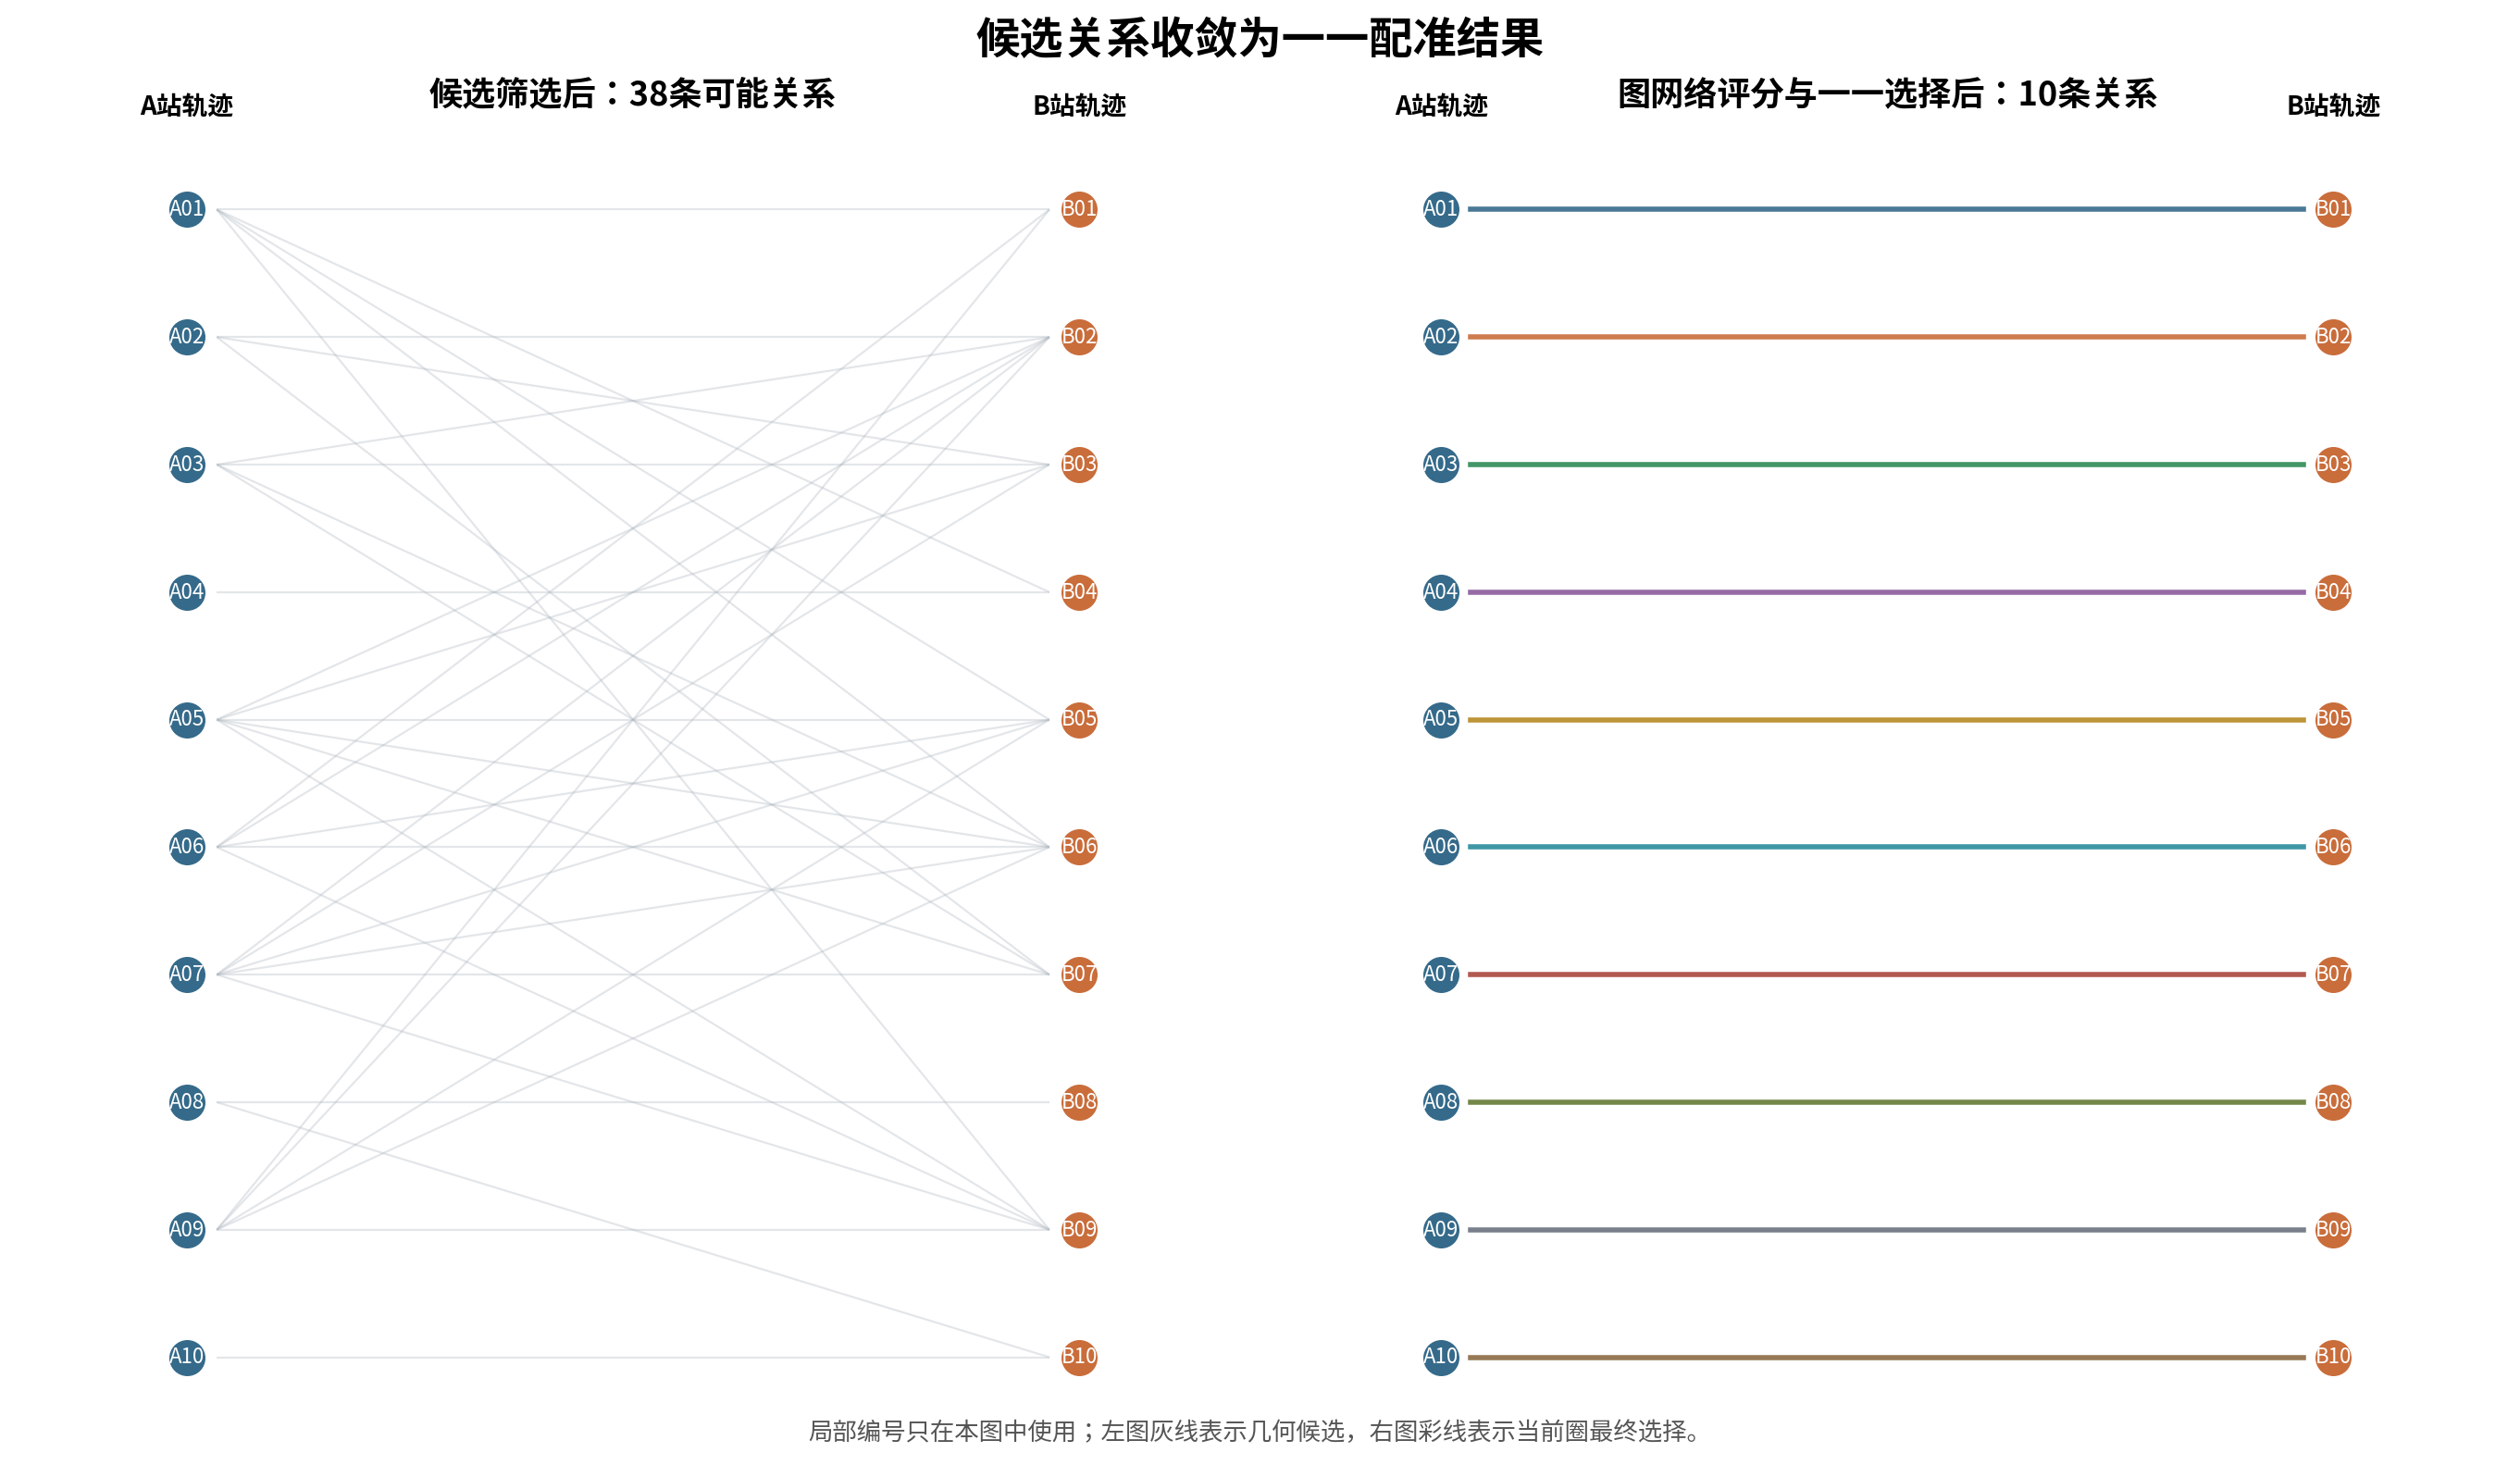 候选关系收敛为一一配准结果
候选筛选后：38条可能关系
A站轨迹
B站轨迹
A01
B01
A02
B02
A03
B03
A04
B04
A05
B05
A06
B06
A07
B07
A08
B08
A09
B09
A10
B10
图网络评分与一一选择后：10条关系
A站轨迹
B站轨迹
A01
B01
A02
B02
A03
B03
A04
B04
A05
B05
A06
B06
A07
B07
A08
B08
A09
B09
A10
B10
局部编号只在本图中使用；左图灰线表示几何候选，右图彩线表示当前圈最终选择。